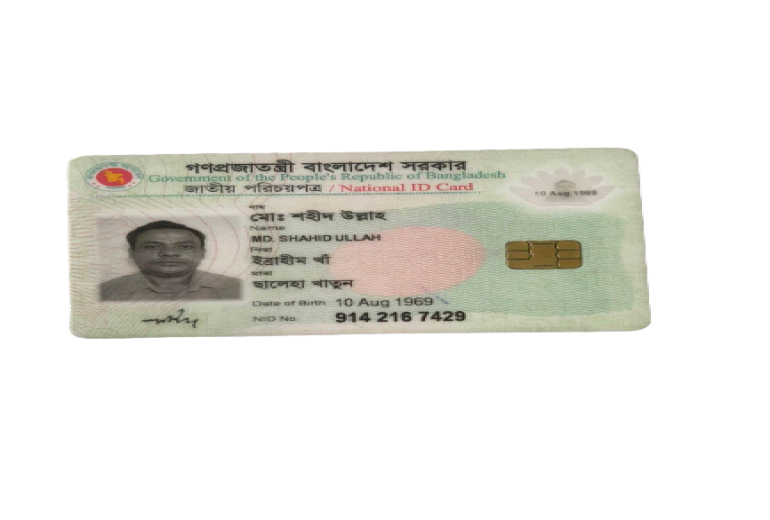 গণপ্রজাতন্ত্রী বাংলাদেশ সরকার
Government of the People's Republic of Bangladesh
জাতীয় পরিচয়পত্র / National ID Card
10 Aug 1969
নাম
মোঃ শহীদ উল্লাহ
Name
MD. SHAHID ULLAH
পিতা
ইব্রাহীম খাঁ
মাতা
ছালেহা খাতুন
Date of Birth 10 Aug 1969
NID No. 914 216 7429